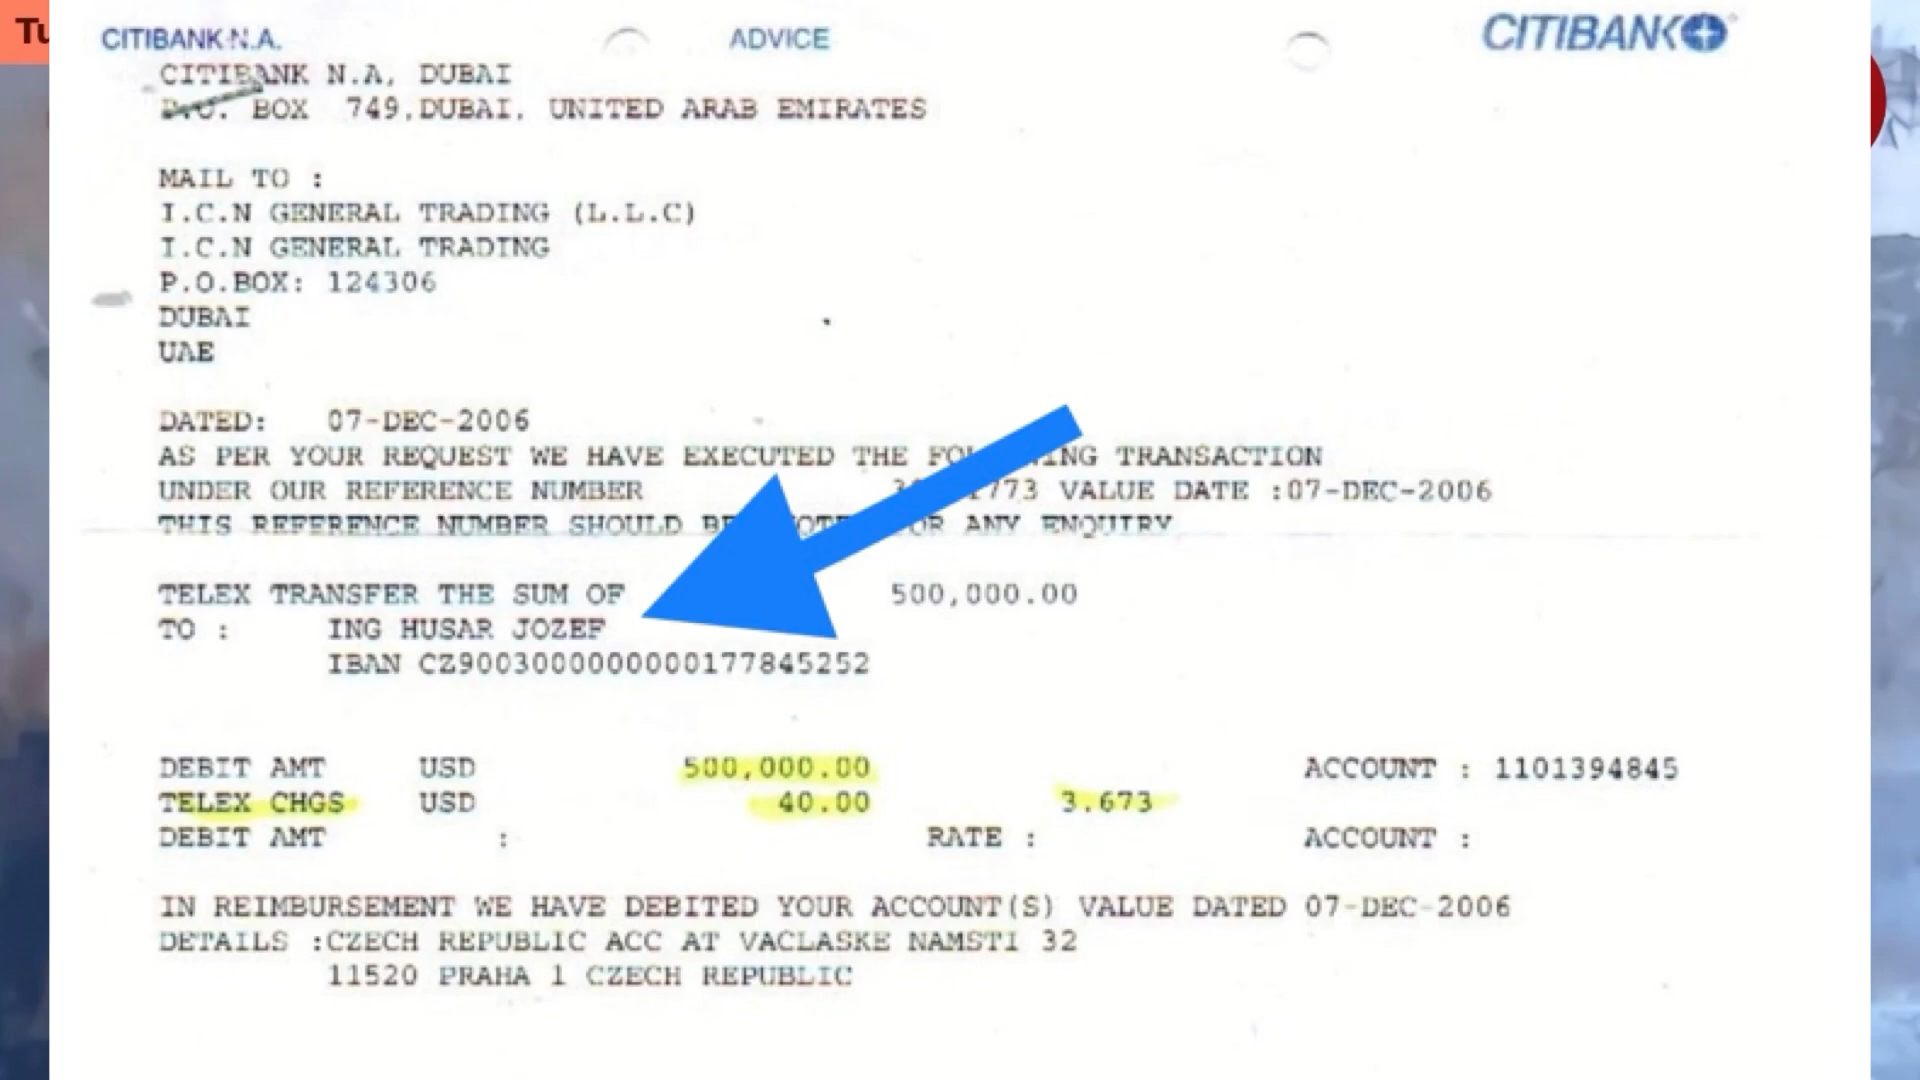 Tu
CITIBANK N.A. ADVICE CITIBANK
CITIBANK N.A, DUBAI
P.O. BOX 749,DUBAI, UNITED ARAB EMIRATES
MAIL TO :
I.C.N GENERAL TRADING (L.L.C)
I.C.N GENERAL TRADING
P.O.BOX: 124306
DUBAI
UAE
DATED: 07-DEC-2006
AS PER YOUR REQUEST WE HAVE EXECUTED THE TRANSACTION
UNDER OUR REFERENCE NUMBER VALUE DATE :07-DEC-2006
THIS REFERENCE NUMBER SHOULD ANY ENQUIRY
TELEX TRANSFER THE SUM OF 500,000.00
TO : ING HUSAR JOZEF
IBAN CZ9003000000000177845252
DEBIT AMT USD 500,000.00 ACCOUNT : 1101394845
TELEX CHGS USD 40.00 3.673
DEBIT AMT : RATE : ACCOUNT :
IN REIMBURSEMENT WE HAVE DEBITED YOUR ACCOUNT(S) VALUE DATED 07-DEC-2006
DETAILS :CZECH REPUBLIC ACC AT VACLASKE NAMSTI 32
11520 PRAHA 1 CZECH REPUBLIC